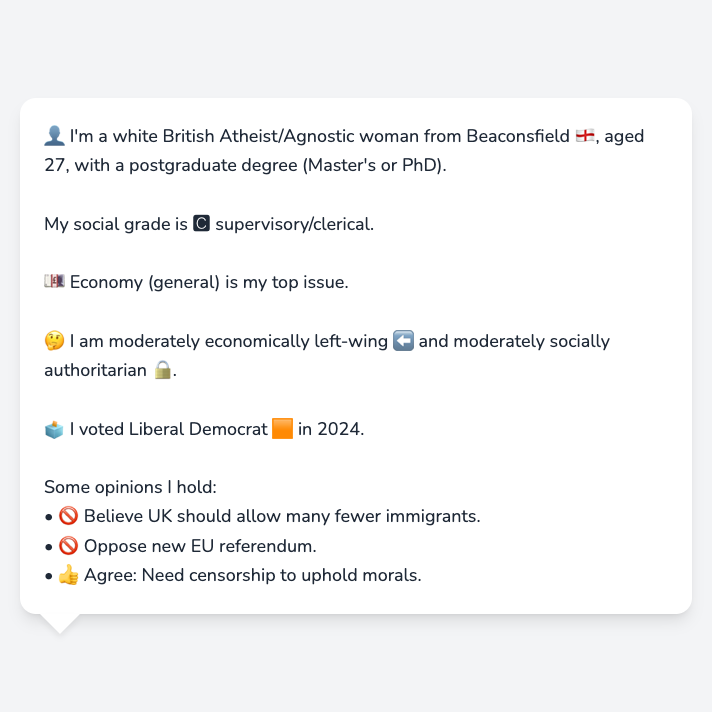 👤 I'm a white British Atheist/Agnostic woman from Beaconsfield 🏴󠁧󠁢󠁥󠁮󠁧󠁿, aged
27, with a postgraduate degree (Master's or PhD).
My social grade is 🅲 supervisory/clerical.
💷 Economy (general) is my top issue.
🤔 I am moderately economically left-wing ⬅️ and moderately socially
authoritarian 🔒.
🗳️ I voted Liberal Democrat 🟧 in 2024.
Some opinions I hold:
• 🚫 Believe UK should allow many fewer immigrants.
• 🚫 Oppose new EU referendum.
• 👍 Agree: Need censorship to uphold morals.